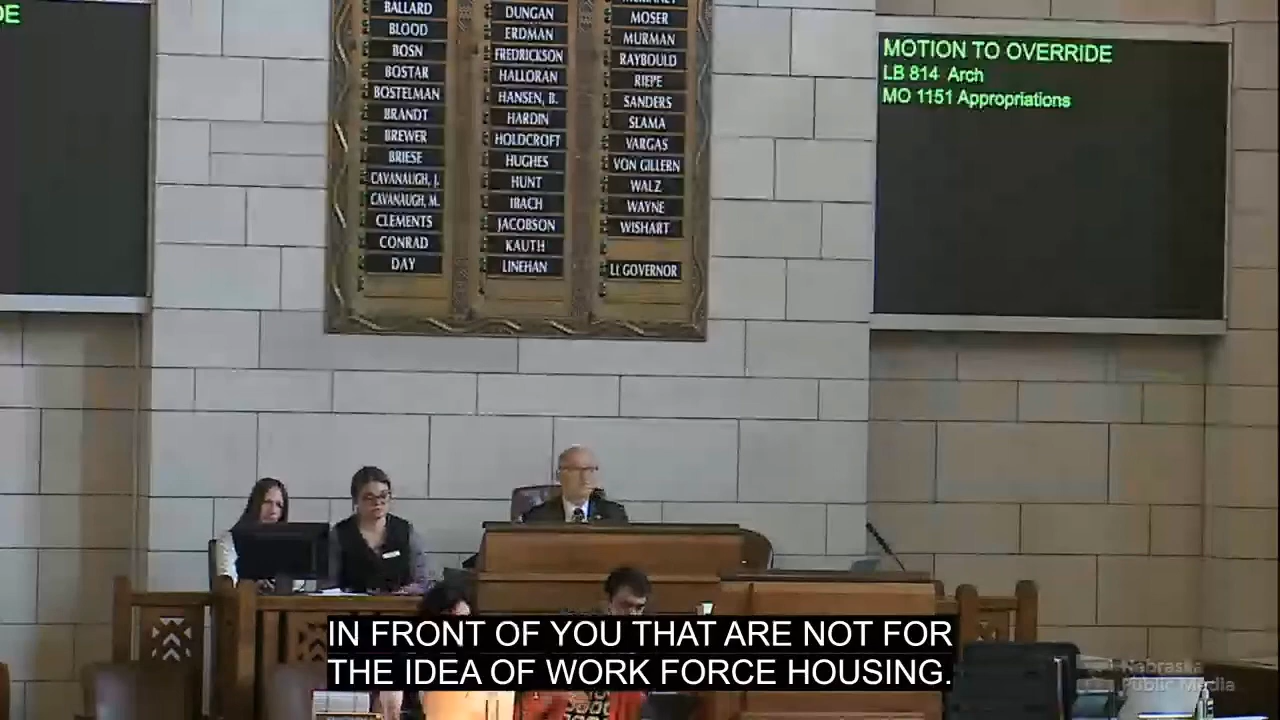 DE
BALLARD
BLOOD
BOSN
BOSTAR
BOSTELMAN
BRANDT
BREWER
BRIESE
CAVANAUGH, J.
CAVANAUGH, M.
CLEMENTS
CONRAD
DAY
DUNGAN
ERDMAN
FREDRICKSON
HALLORAN
HANSEN, B.
HARDIN
HOLDCROFT
HUGHES
HUNT
IBACH
JACOBSON
KAUTH
LINEHAN
MOSER
MURMAN
RAYBOULD
RIEPE
SANDERS
SLAMA
VARGAS
VON GILLERN
WALZ
WAYNE
WISHART
LT. GOVERNOR
MOTION TO OVERRIDE
LB 814 Arch
MO 1151 Appropriations
IN FRONT OF YOU THAT ARE NOT FOR
THE IDEA OF WORK FORCE HOUSING.
Nebraska
Public Media